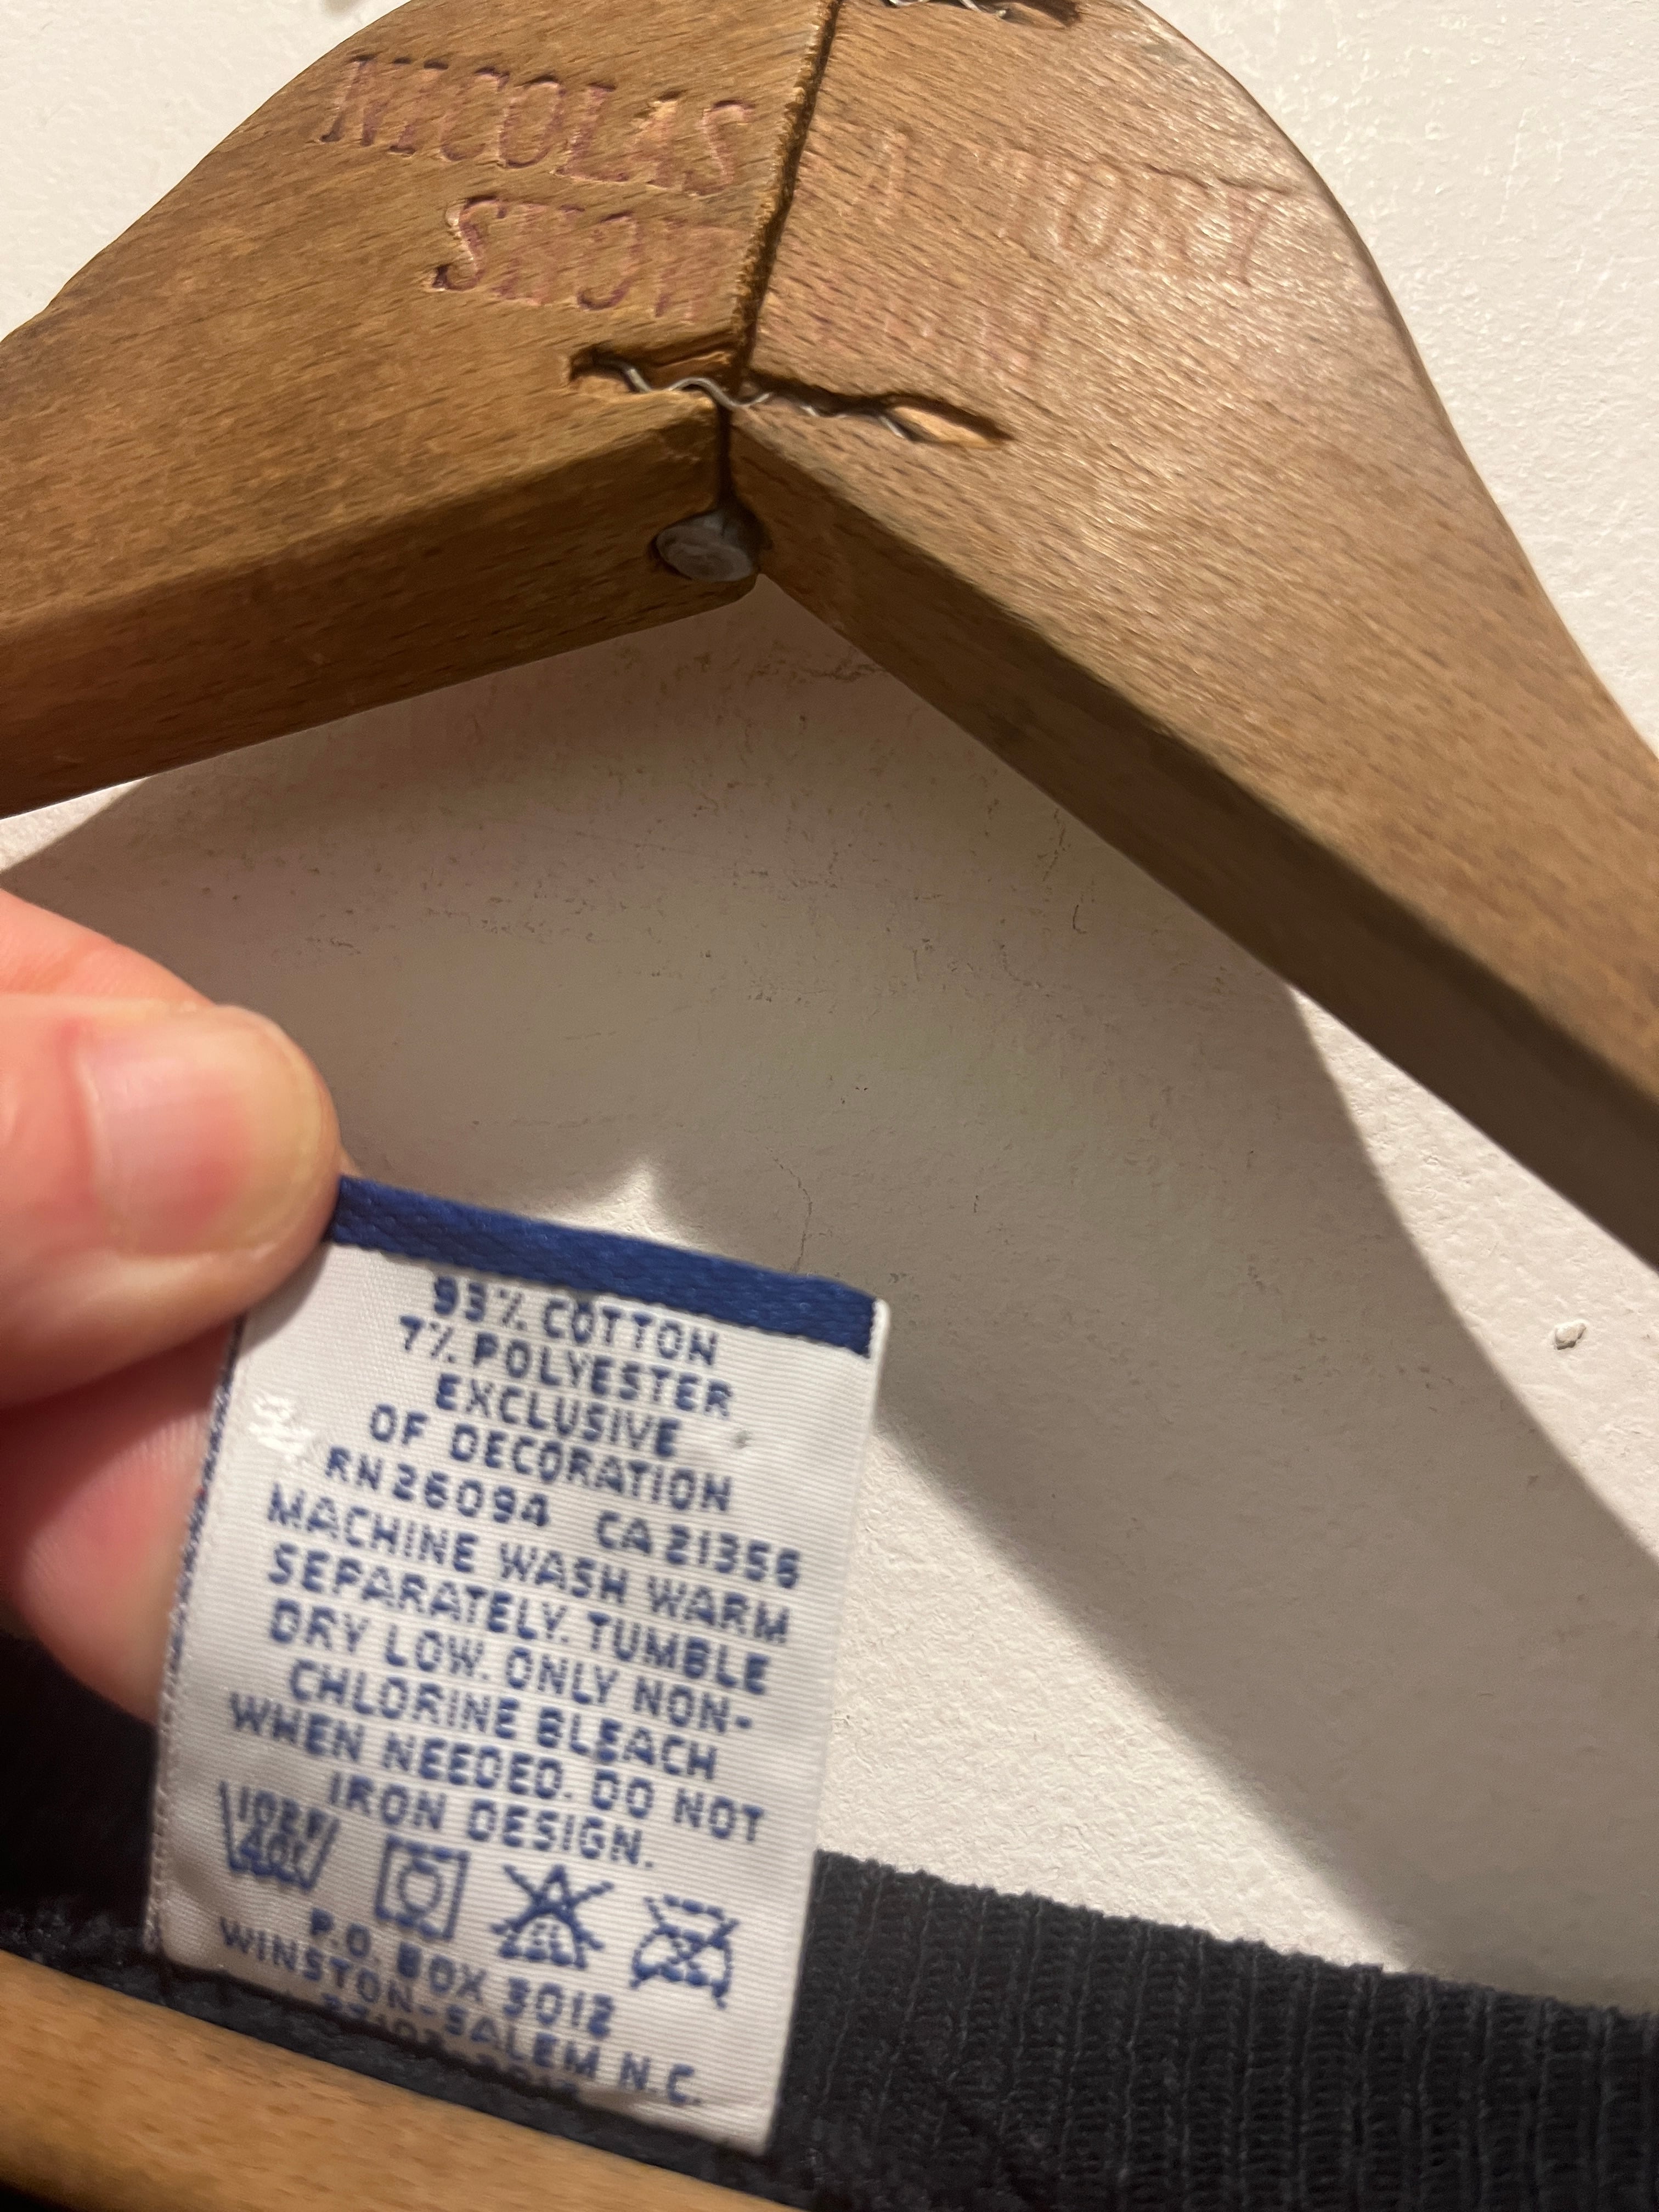 NICOLAS
SHOW
93% COTTON
7% POLYESTER
EXCLUSIVE
OF DECORATION
RN26094 CA21356
MACHINE WASH WARM
SEPARATELY. TUMBLE
DRY LOW. ONLY NON-
CHLORINE BLEACH
WHEN NEEDED. DO NOT
IRON DESIGN.
P.O. BOX 3012
WINSTON-SALEM N.C.